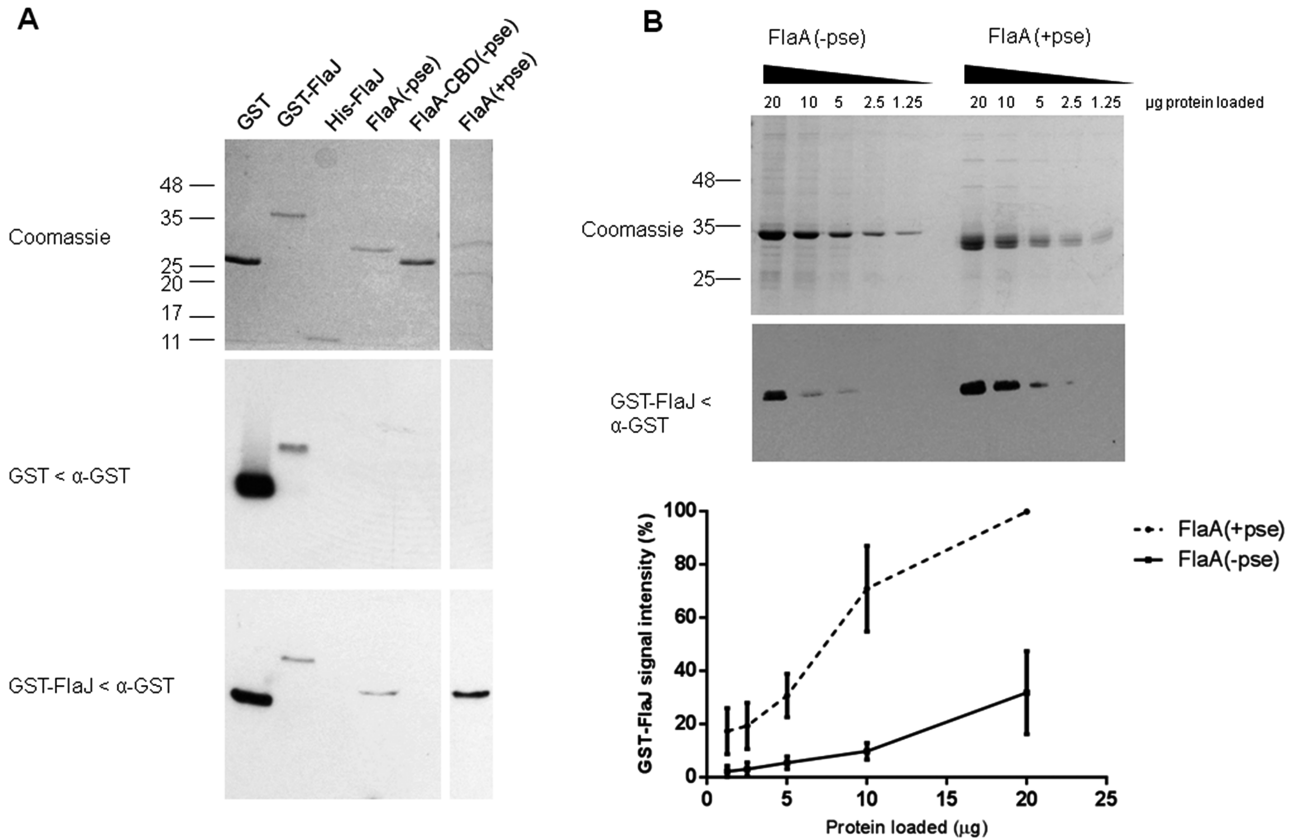 A
GST
GST-FlaJ
His-FlaJ
FlaA(-pse)
FlaA-CBD(-pse)
FlaA(+pse)
Coomassie
48
35
25
20
17
11
GST < α-GST
GST-FlaJ < α-GST
B
FlaA(-pse)
FlaA(+pse)
20 10 5 2.5 1.25 20 10 5 2.5 1.25 µg protein loaded
Coomassie
48
35
25
GST-FlaJ <
α-GST
GST-FlaJ signal intensity (%)
100
80
60
40
20
0
0 5 10 15 20 25
Protein loaded (µg)
FlaA(+pse)
FlaA(-pse)